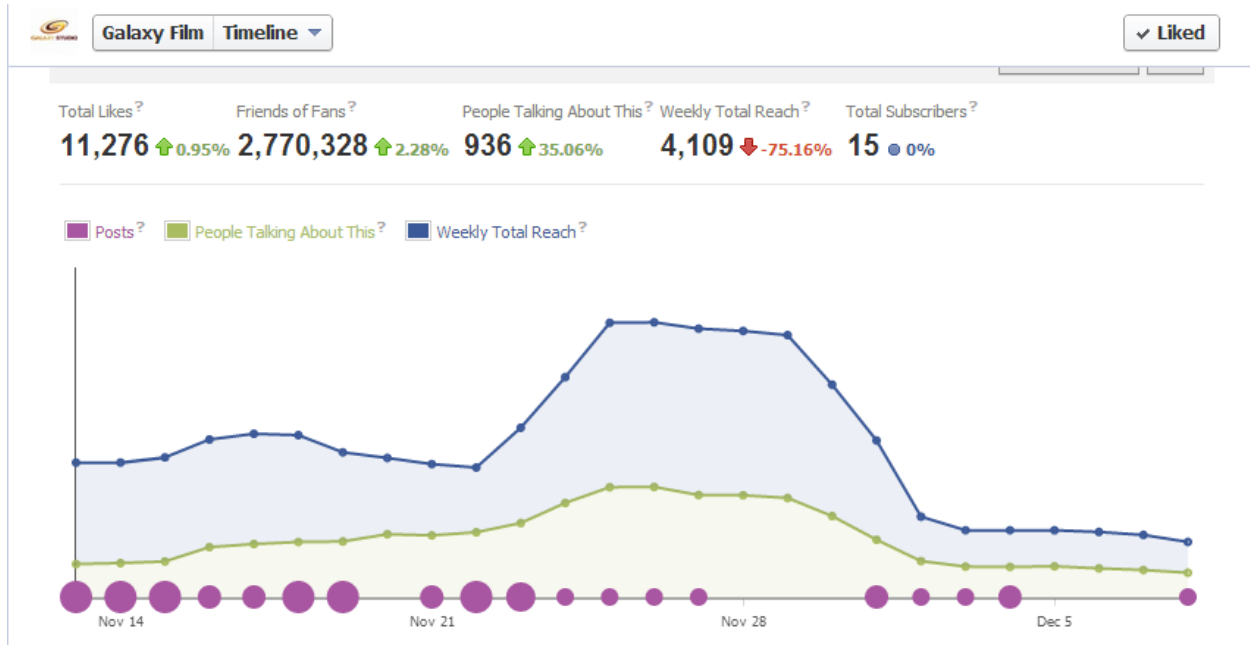 GALAXY STUDIO
Galaxy Film Timeline
Liked
Total Likes? Friends of Fans? People Talking About This? Weekly Total Reach? Total Subscribers?
11,276 0.95% 2,770,328 2.28% 936 35.06% 4,109 -75.16% 15 0%
Posts? People Talking About This? Weekly Total Reach?
Nov 14 Nov 21 Nov 28 Dec 5